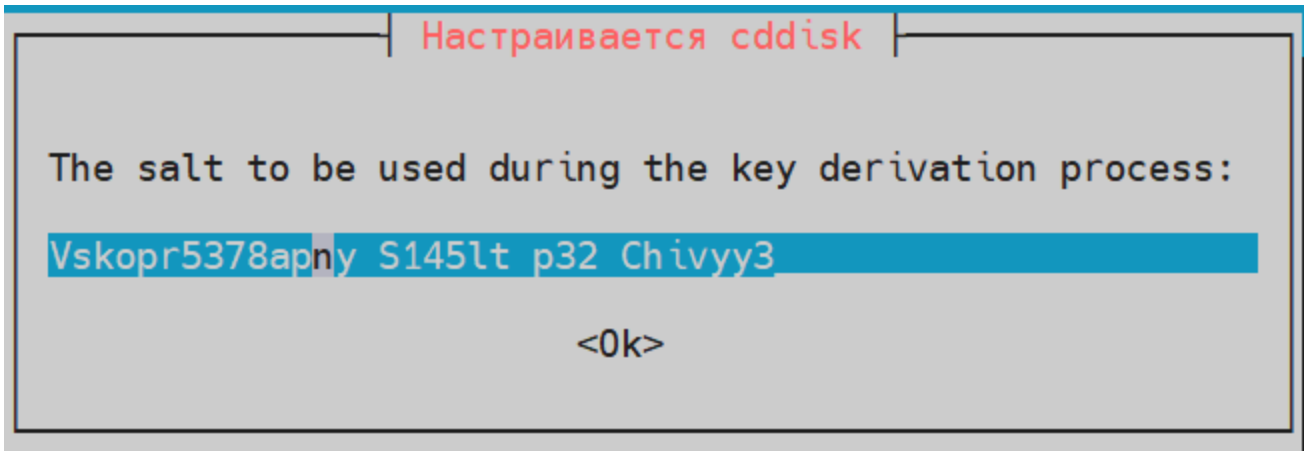 Настраивается cddisk
The salt to be used during the key derivation process:
Vskopr5378apny S145lt p32 Chivyy3
<Ok>